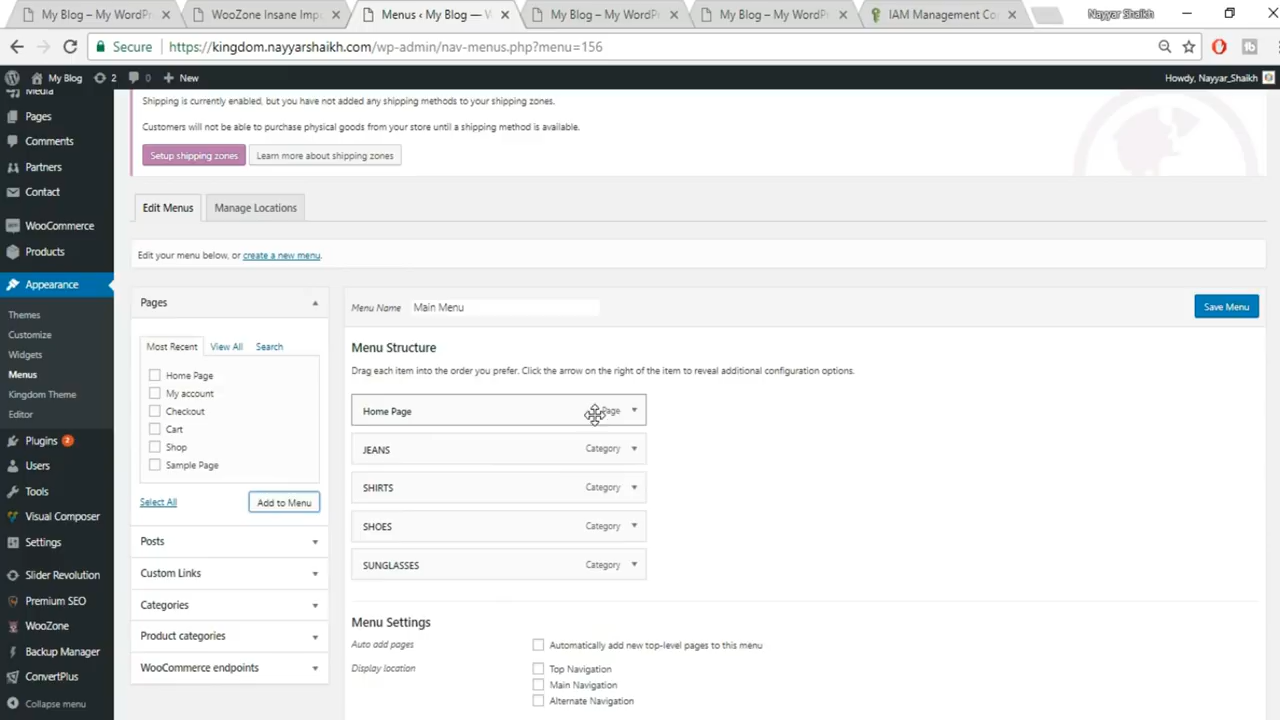 My Blog – My WordPr
WooZone Insane Imp
Menus ‹ My Blog — W
My Blog – My WordPr
My Blog – My WordPr
IAM Management Co
Nayyar Shaikh
Secure
https://kingdom.nayyarshaikh.com/wp-admin/nav-menus.php?menu=156
My Blog
2
0
New
Howdy, Nayyar_Shaikh
Media
Pages
Comments
Partners
Contact
WooCommerce
Products
Appearance
Themes
Customize
Widgets
Menus
Kingdom Theme
Editor
Plugins 2
Users
Tools
Visual Composer
Settings
Slider Revolution
Premium SEO
WooZone
Backup Manager
ConvertPlus
Collapse menu
Shipping is currently enabled, but you have not added any shipping methods to your shipping zones.
Customers will not be able to purchase physical goods from your store until a shipping method is available.
Setup shipping zones
Learn more about shipping zones
Edit Menus
Manage Locations
Edit your menu below, or create a new menu.
Pages
Most Recent
View All
Search
Home Page
My account
Checkout
Cart
Shop
Sample Page
Select All
Add to Menu
Posts
Custom Links
Categories
Product categories
WooCommerce endpoints
Menu Name
Main Menu
Save Menu
Menu Structure
Drag each item into the order you prefer. Click the arrow on the right of the item to reveal additional configuration options.
Home Page
Page
JEANS
Category
SHIRTS
Category
SHOES
Category
SUNGLASSES
Category
Menu Settings
Auto add pages
Automatically add new top-level pages to this menu
Display location
Top Navigation
Main Navigation
Alternate Navigation